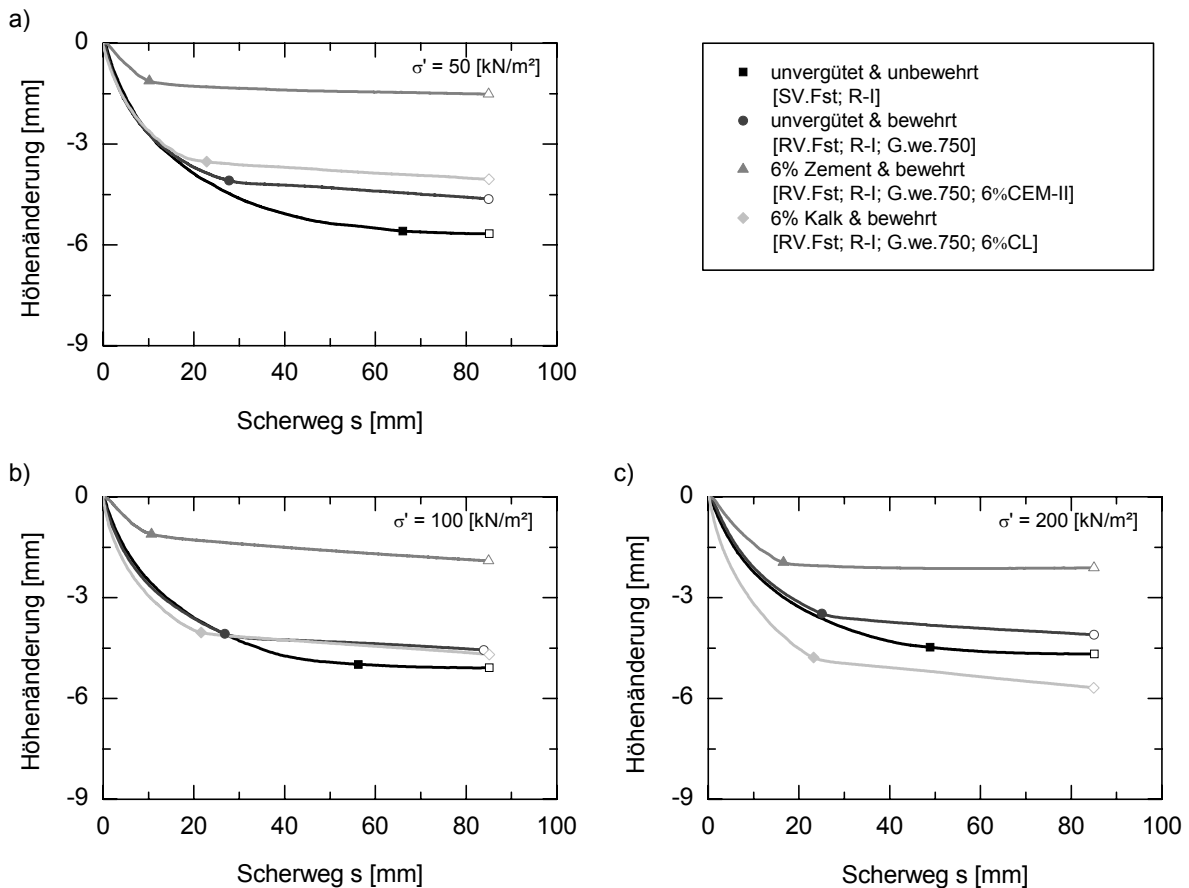 a)
0
-3
-6
-9
Höhenänderung [mm]
σ' = 50 [kN/m²]
0 20 40 60 80 100
Scherweg s [mm]
unvergütet & unbewehrt
[SV.Fst; R-I]
unvergütet & bewehrt
[RV.Fst; R-I; G.we.750]
6% Zement & bewehrt
[RV.Fst; R-I; G.we.750; 6%CEM-II]
6% Kalk & bewehrt
[RV.Fst; R-I; G.we.750; 6%CL]
b)
0
-3
-6
-9
Höhenänderung [mm]
σ' = 100 [kN/m²]
0 20 40 60 80 100
Scherweg s [mm]
c)
0
-3
-6
-9
Höhenänderung [mm]
σ' = 200 [kN/m²]
0 20 40 60 80 100
Scherweg s [mm]